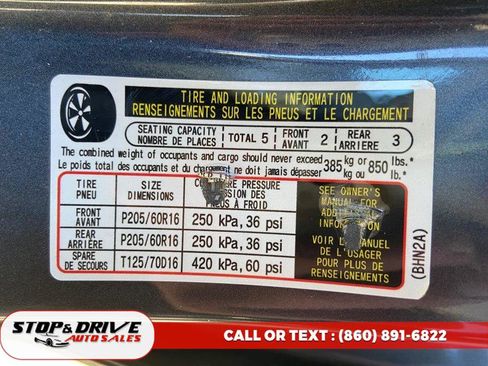 TIRE AND LOADING INFORMATION
RENSEIGNEMENTS SUR LES PNEUS ET LE CHARGEMENT
SEATING CAPACITY
NOMBRE DE PLACES
TOTAL 5
FRONT
AVANT 2
REAR
ARRIERE 3
The combined weight of occupants and cargo should never exceed 385 kg or 850 lbs.*
Le poids total des occupants et du chargement ne doit jamais dépasser kg ou lb.
TIRE
PNEU
SIZE
DIMENSIONS
PRESSURE
DES
À FROID
FRONT
AVANT P205/60R16 250 kPa, 36 psi
REAR
ARRIÈRE P205/60R16 250 kPa, 36 psi
SPARE
DE SECOURS T125/70D16 420 kPa, 60 psi
SEE OWNER'S
MANUAL FOR
INFORMATION
VOIR
DE L'USAGER
POUR PLUS DE
RENSEIGNEMENTS
(BHN2A)
STOP&DRIVE
AUTO SALES
CALL OR TEXT : (860) 891-6822